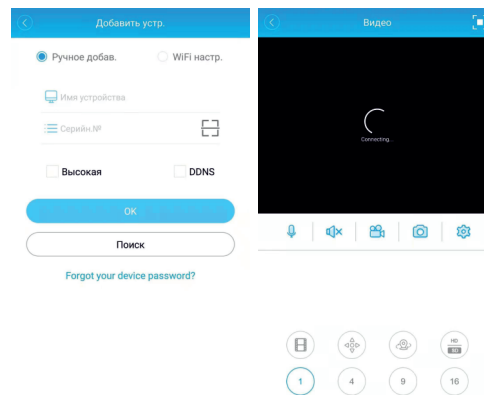 Добавить устр.
Ручное добав. WiFi настр.
Имя устройства
Серийн.№
Высокая DDNS
OK
Поиск
Forgot your device password?
Видео
Connecting...
HD
1 4 9 16